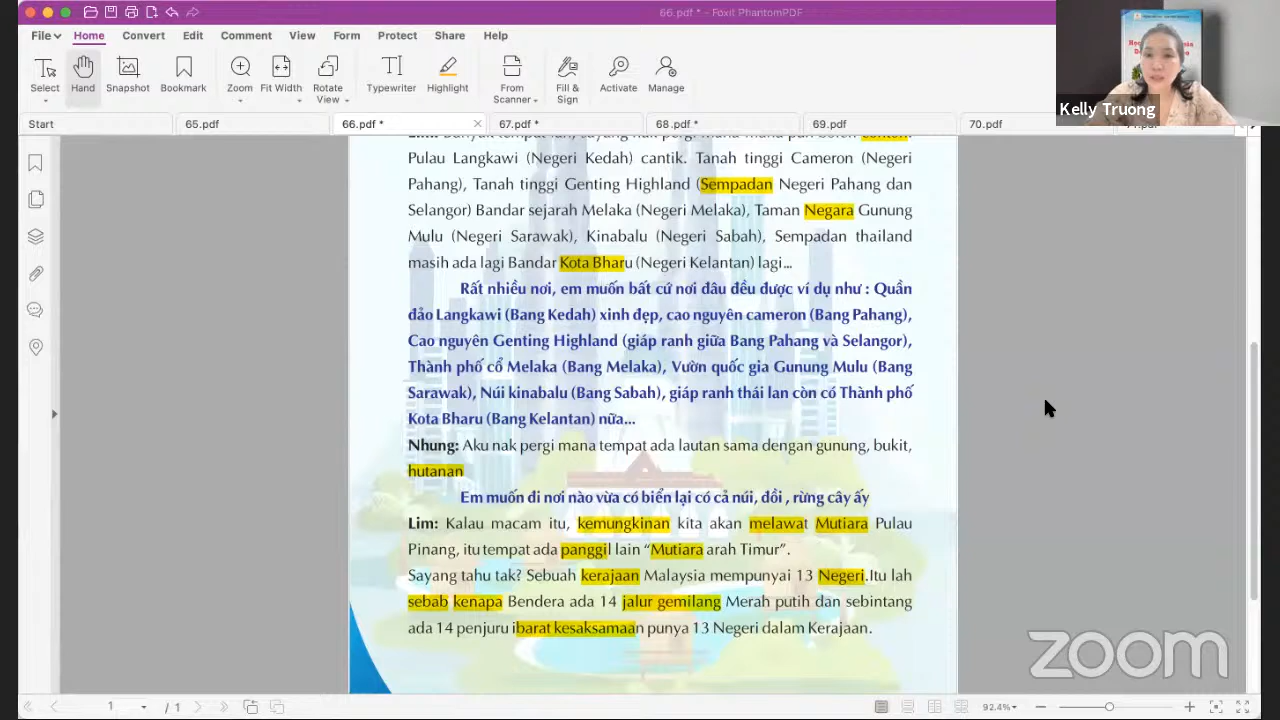 66.pdf * - Foxit PhantomPDF
File Home Convert Edit Comment View Form Protect Share Help
Select Hand Snapshot Bookmark Zoom Fit Width Rotate View Typewriter Highlight From Scanner Fill & Sign Activate Manage
Kelly Truong
Start 65.pdf 66.pdf * 67.pdf * 68.pdf * 69.pdf 70.pdf
Pulau Langkawi (Negeri Kedah) cantik. Tanah tinggi Cameron (Negeri
Pahang), Tanah tinggi Genting Highland (Sempadan Negeri Pahang dan
Selangor) Bandar sejarah Melaka (Negeri Melaka), Taman Negara Gunung
Mulu (Negeri Sarawak), Kinabalu (Negeri Sabah), Sempadan thailand
masih ada lagi Bandar Kota Bharu (Negeri Kelantan) lagi...
Rất nhiều nơi, em muốn bất cứ nơi đâu đều được ví dụ như : Quần
đảo Langkawi (Bang Kedah) xinh đẹp, cao nguyên cameron (Bang Pahang),
Cao nguyên Genting Highland (giáp ranh giữa Bang Pahang và Selangor),
Thành phố cổ Melaka (Bang Melaka), Vườn quốc gia Gunung Mulu (Bang
Sarawak), Núi kinabalu (Bang Sabah), giáp ranh thái lan còn có Thành phố
Kota Bharu (Bang Kelantan) nữa...
Nhung: Aku nak pergi mana tempat ada lautan sama dengan gunung, bukit,
hutanan
Em muốn đi nơi nào vừa có biển lại có cả núi, đồi , rừng cây ấy
Lim: Kalau macam itu, kemungkinan kita akan melawat Mutiara Pulau
Pinang, itu tempat ada panggil lain “Mutiara arah Timur”.
Sayang tahu tak? Sebuah kerajaan Malaysia mempunyai 13 Negeri.Itu lah
sebab kenapa Bendera ada 14 jalur gemilang Merah putih dan sebintang
ada 14 penjuru ibarat kesaksamaan punya 13 Negeri dalam Kerajaan.
zoom
1 / 1 92.4%